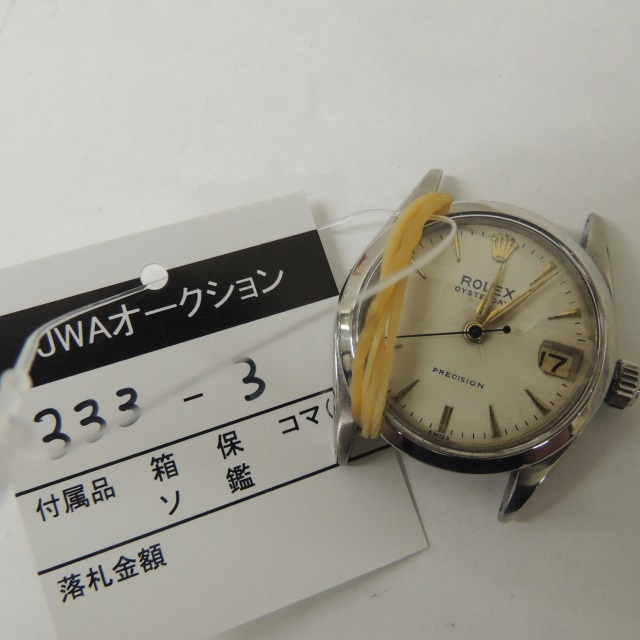 JWAオークション
333-3
付属品 箱 保 コマ(
ソ 鑑
落札金額
ROLEX
PRECISION
17
SWISS